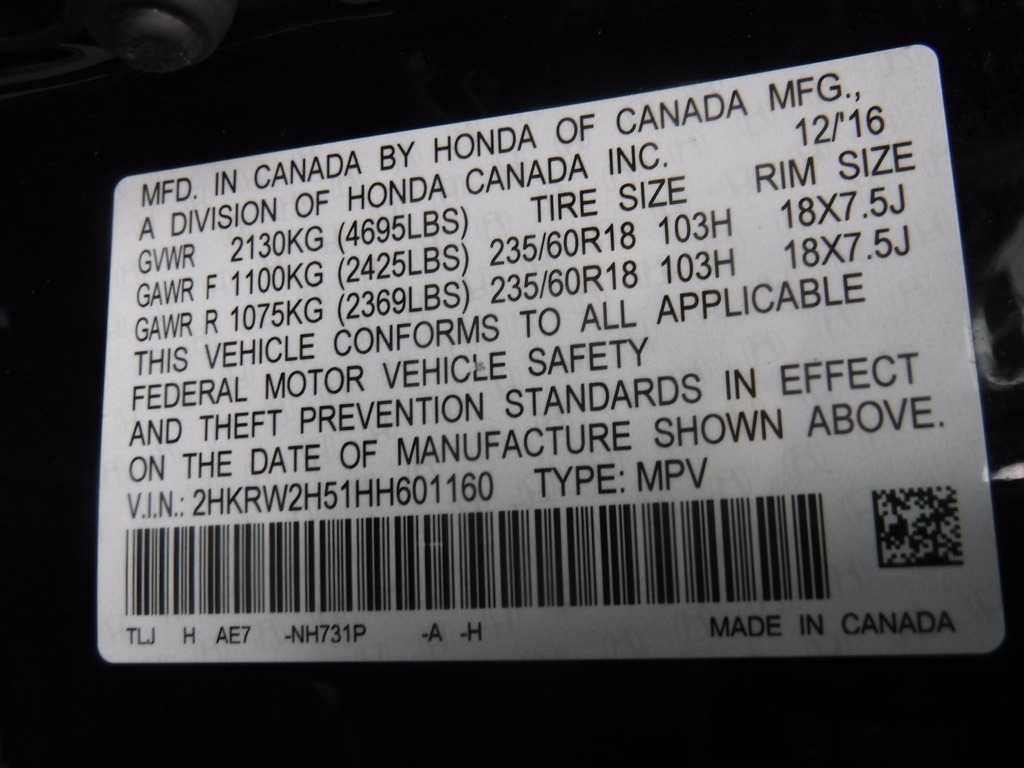 MFD. IN CANADA BY HONDA OF CANADA MFG.,
A DIVISION OF HONDA CANADA INC. 12/'16
GVWR 2130KG (4695LBS) TIRE SIZE RIM SIZE
GAWR F 1100KG (2425LBS) 235/60R18 103H 18X7.5J
GAWR R 1075KG (2369LBS) 235/60R18 103H 18X7.5J
THIS VEHICLE CONFORMS TO ALL APPLICABLE
FEDERAL MOTOR VEHICLE SAFETY
AND THEFT PREVENTION STANDARDS IN EFFECT
ON THE DATE OF MANUFACTURE SHOWN ABOVE.
V.I.N.: 2HKRW2H51HH601160 TYPE: MPV
TLJ H AE7 -NH731P -A -H MADE IN CANADA